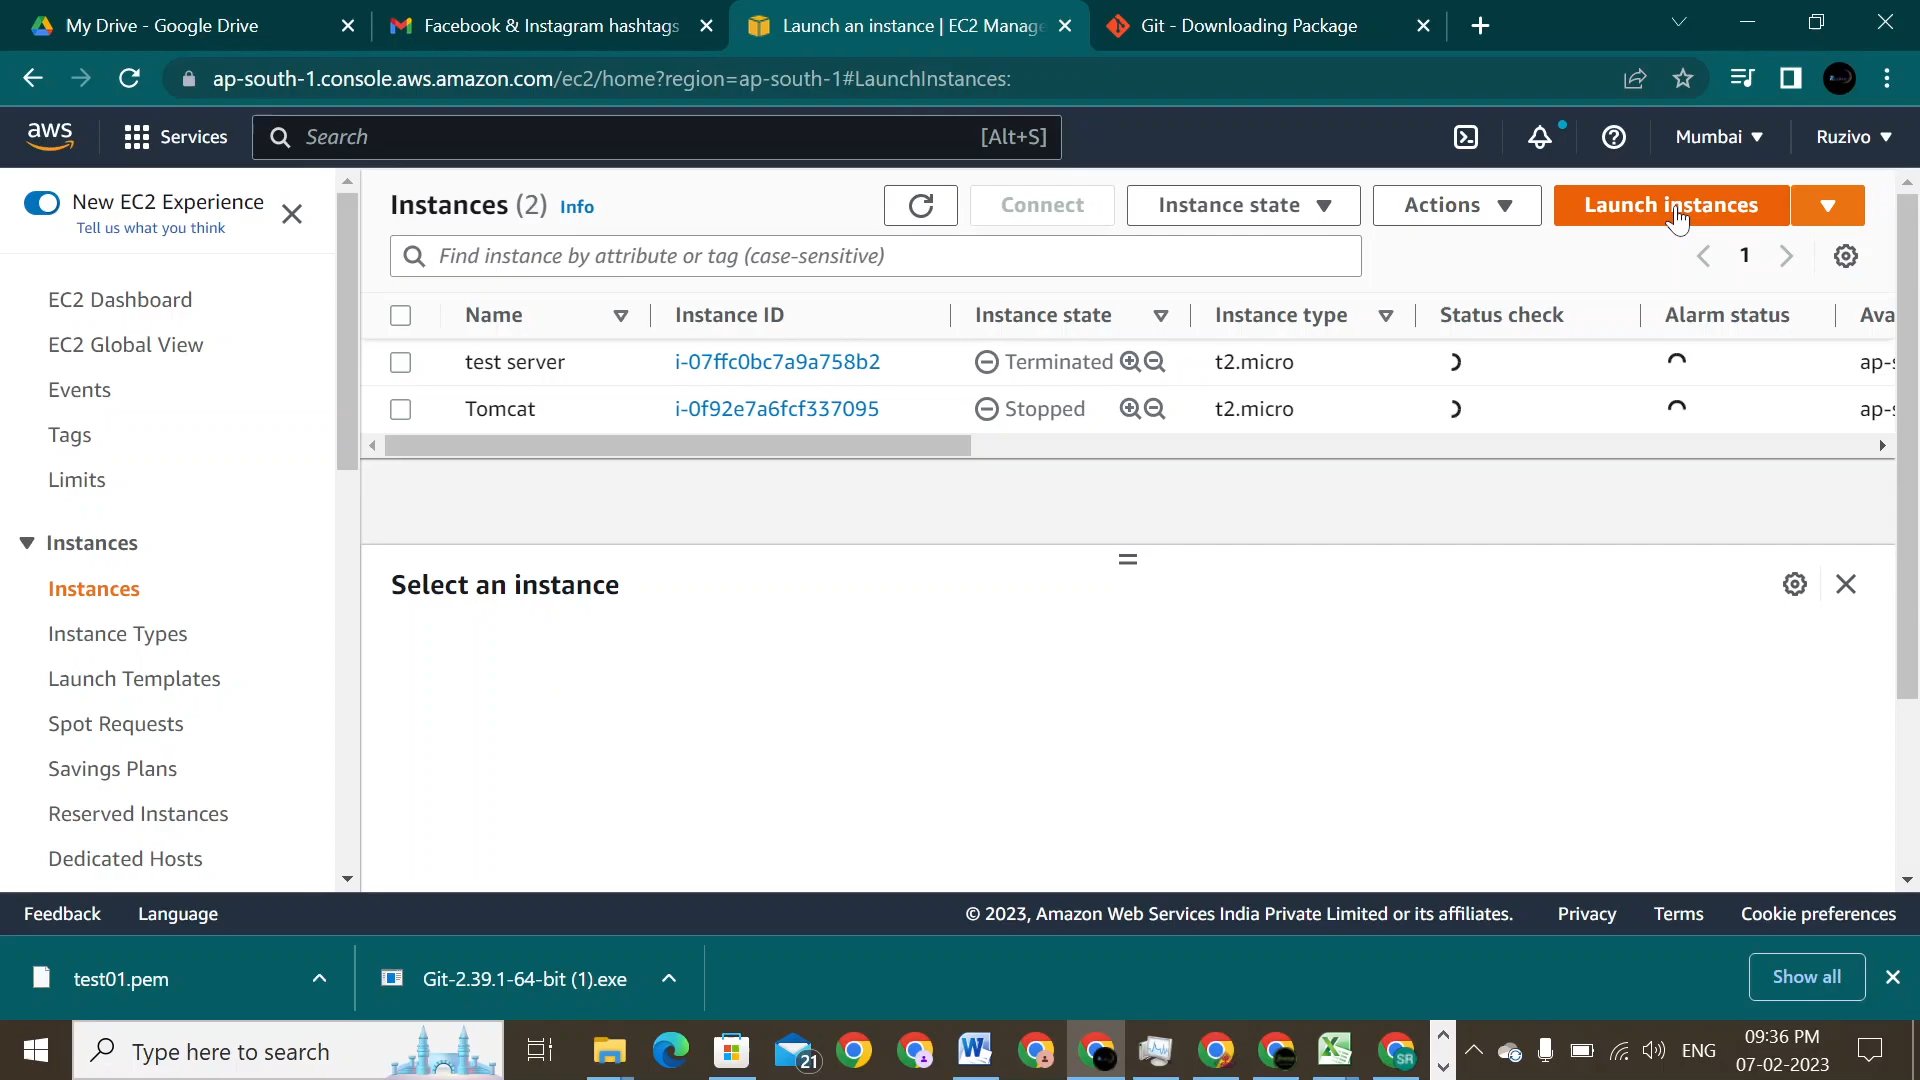 My Drive - Google Drive
Facebook & Instagram hashtags
Launch an instance | EC2 Manage
Git - Downloading Package
ap-south-1.console.aws.amazon.com/ec2/home?region=ap-south-1#LaunchInstances:
aws
Services
Search
[Alt+S]
Mumbai
Ruzivo
New EC2 Experience
Tell us what you think
EC2 Dashboard
EC2 Global View
Events
Tags
Limits
Instances
Instances
Instance Types
Launch Templates
Spot Requests
Savings Plans
Reserved Instances
Dedicated Hosts
Instances (2) Info
Connect
Instance state
Actions
Launch instances
Find instance by attribute or tag (case-sensitive)
1
Name Instance ID Instance state Instance type Status check Alarm status Ava
test server i-07ffc0bc7a9a758b2 Terminated t2.micro ap-s
Tomcat i-0f92e7a6fcf337095 Stopped t2.micro ap-s
Select an instance
Feedback Language © 2023, Amazon Web Services India Private Limited or its affiliates. Privacy Terms Cookie preferences
test01.pem
Git-2.39.1-64-bit (1).exe
Show all
Type here to search
21
SR
ENG
09:36 PM
07-02-2023